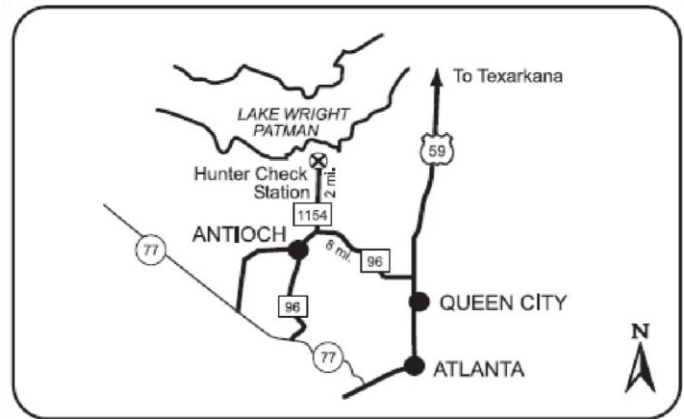 To Texarkana
LAKE WRIGHT
PATMAN
59
Hunter Check
Station
2 mi.
1154
ANTIOCH
77
8 mi.
96
96
QUEEN CITY
N
77
ATLANTA